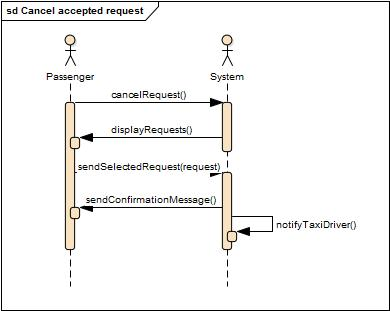 sd Cancel accepted request
Passenger
System
cancelRequest()
displayRequests()
sendSelectedRequest(request)
sendConfirmationMessage()
notifyTaxiDriver()